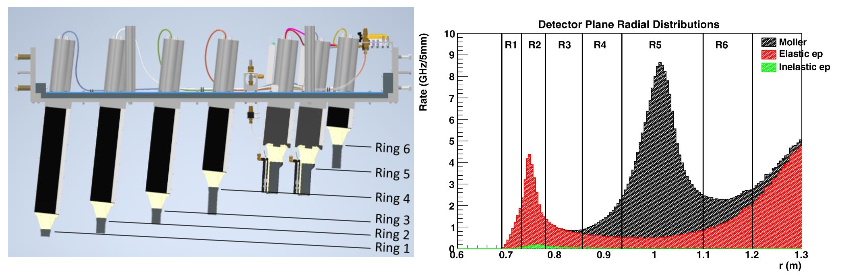 Ring 6
Ring 5
Ring 4
Ring 3
Ring 2
Ring 1
Detector Plane Radial Distributions
Rate (GHz/5mm)
10
9
8
7
6
5
4
3
2
1
0
R1 R2 R3 R4 R5 R6
Moller
Elastic ep
Inelastic ep
0.6 0.7 0.8 0.9 1 1.1 1.2 1.3
r (m)